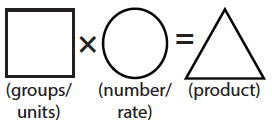 × =
(groups/ (number/ (product)
units) rate)